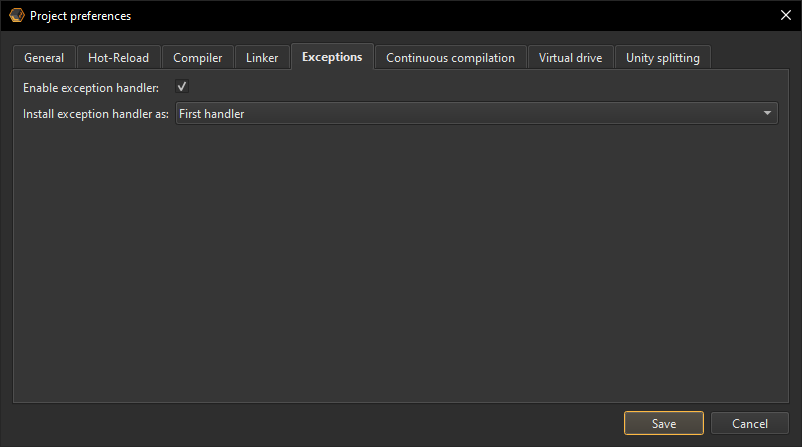 Project preferences
General Hot-Reload Compiler Linker Exceptions Continuous compilation Virtual drive Unity splitting
Enable exception handler:
Install exception handler as: First handler
Save Cancel